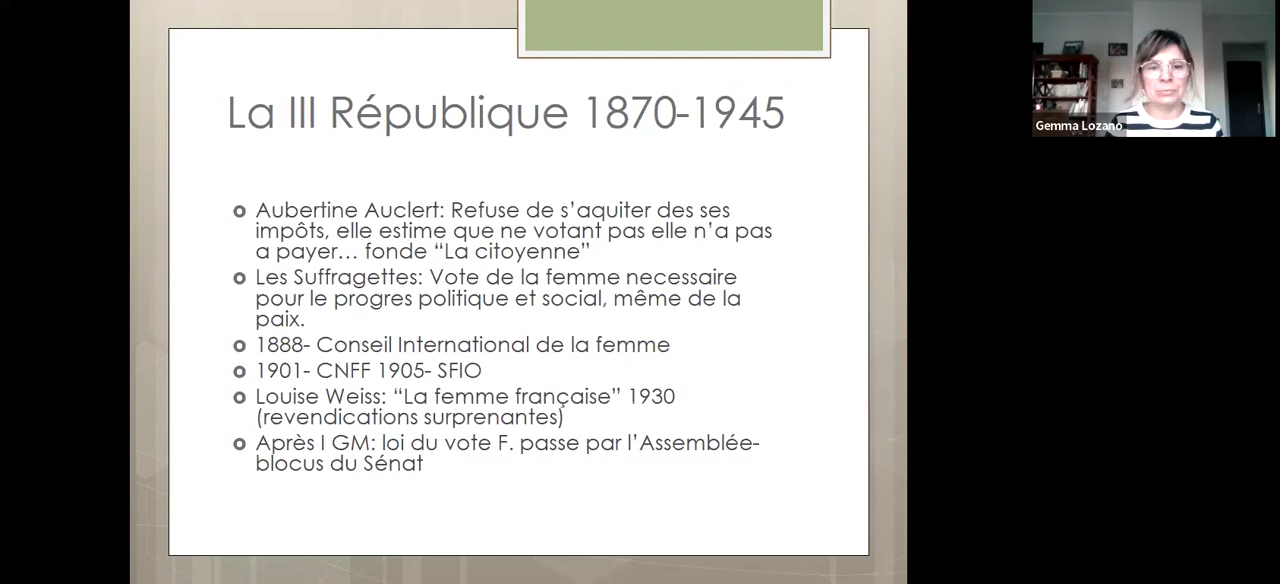 La III République 1870-1945
Aubertine Auclert: Refuse de s’aquiter des ses
impôts, elle estime que ne votant pas elle n’a pas
a payer… fonde “La citoyenne”
Les Suffragettes: Vote de la femme necessaire
pour le progres politique et social, même de la
paix.
1888- Conseil International de la femme
1901- CNFF 1905- SFIO
Louise Weiss: “La femme française” 1930
(revendications surprenantes)
Après I GM: loi du vote F. passe par l’Assemblée-
blocus du Sénat
Gemma Lozano